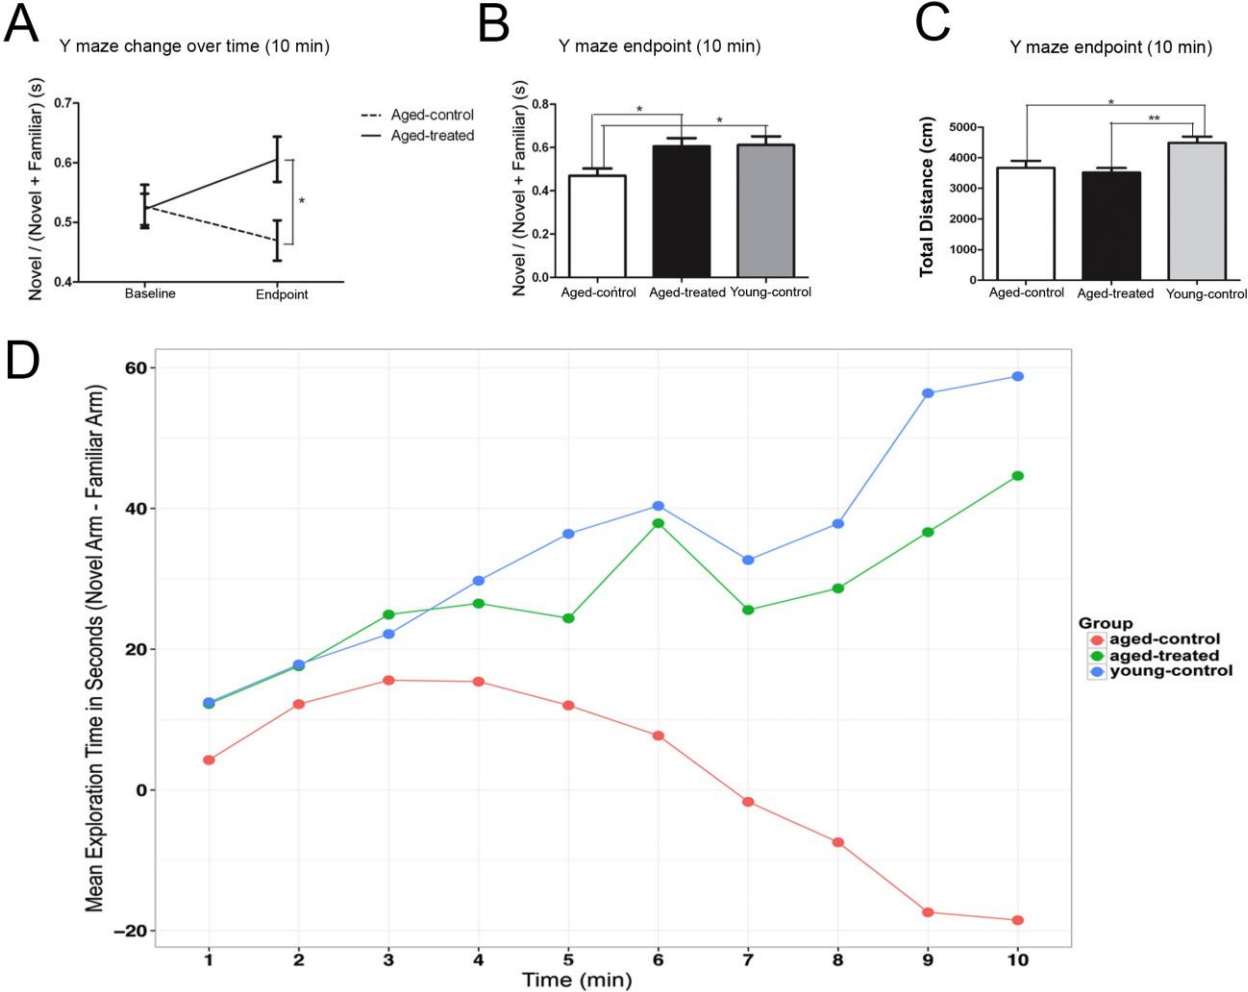 A
Y maze change over time (10 min)
Novel / (Novel + Familiar) (s)
0.7
0.6
0.5
0.4
Baseline
Endpoint
Aged-control
Aged-treated
*
B
Y maze endpoint (10 min)
Novel / (Novel + Familiar) (s)
0.8
0.6
0.4
0.2
0.0
*
*
Aged-control
Aged-treated
Young-control
C
Y maze endpoint (10 min)
Total Distance (cm)
5000
4000
3000
2000
1000
0
*
**
Aged-control
Aged-treated
Young-control
D
Mean Exploration Time in Seconds (Novel Arm - Familiar Arm)
60
40
20
0
−20
1 2 3 4 5 6 7 8 9 10
Time (min)
Group
aged-control
aged-treated
young-control